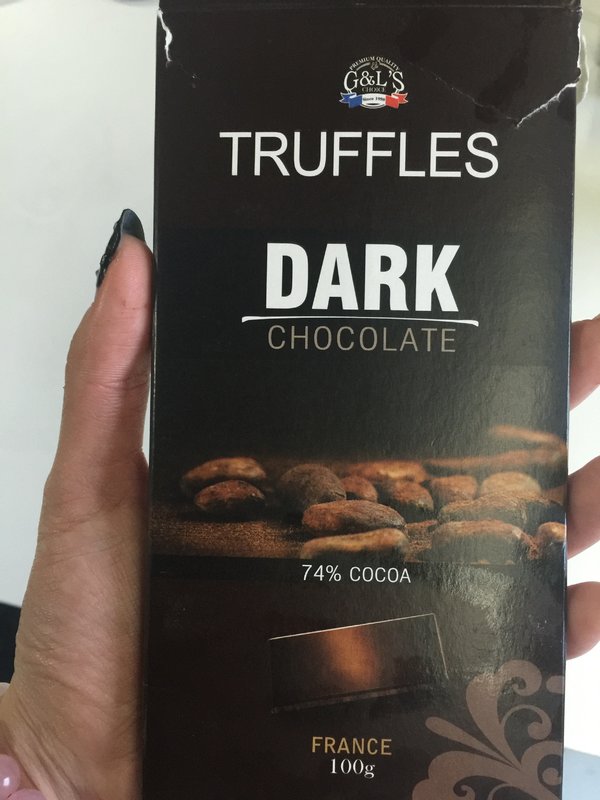 PREMIUM QUALITY
G&L'S
CHOICE
Since 1998
TRUFFLES
DARK
CHOCOLATE
74% COCOA
FRANCE
100g